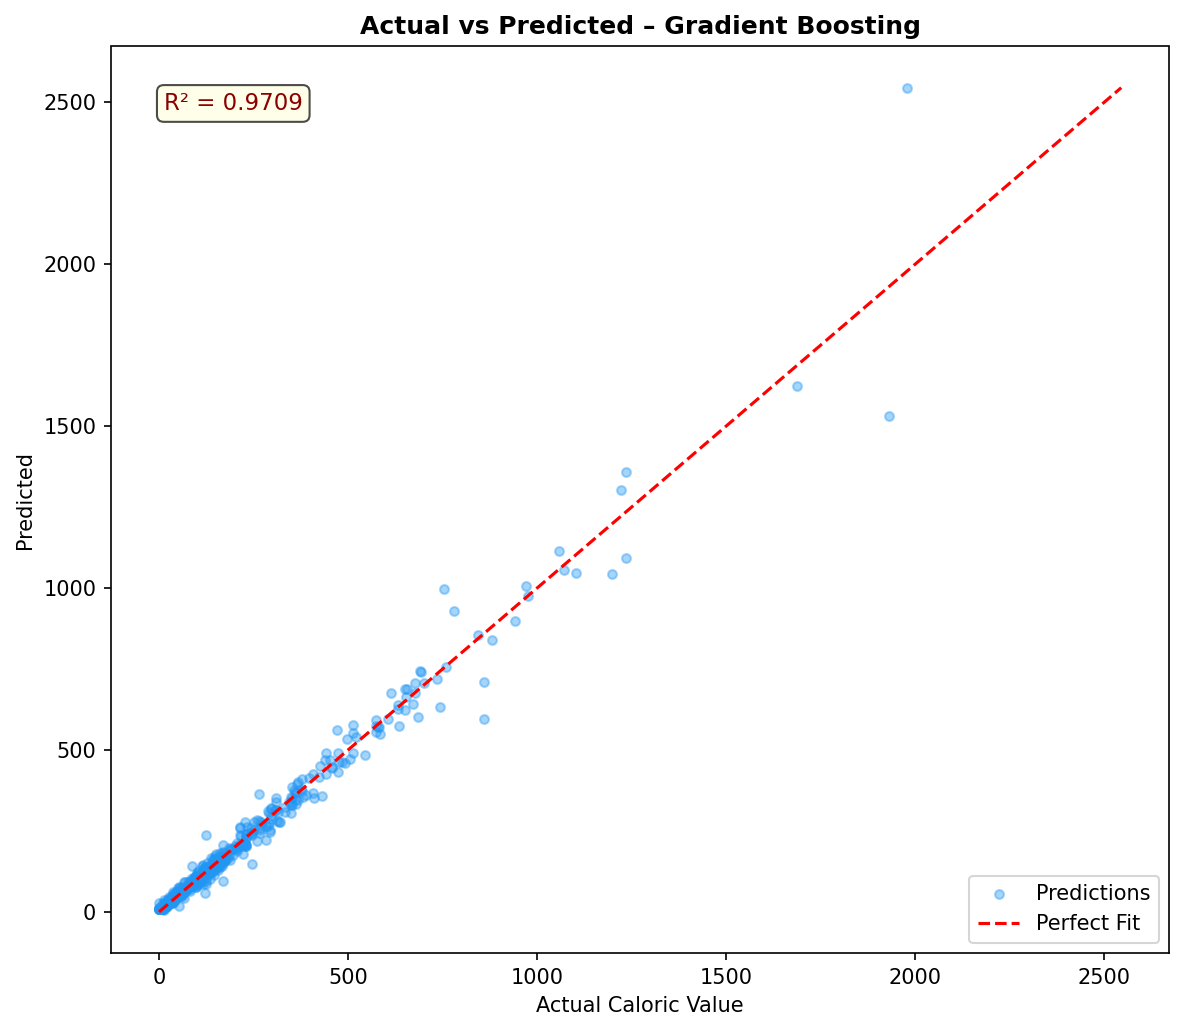 Actual vs Predicted – Gradient Boosting
R² = 0.9709
2500
2000
1500
1000
500
0
Predicted
Predictions
Perfect Fit
0 500 1000 1500 2000 2500
Actual Caloric Value